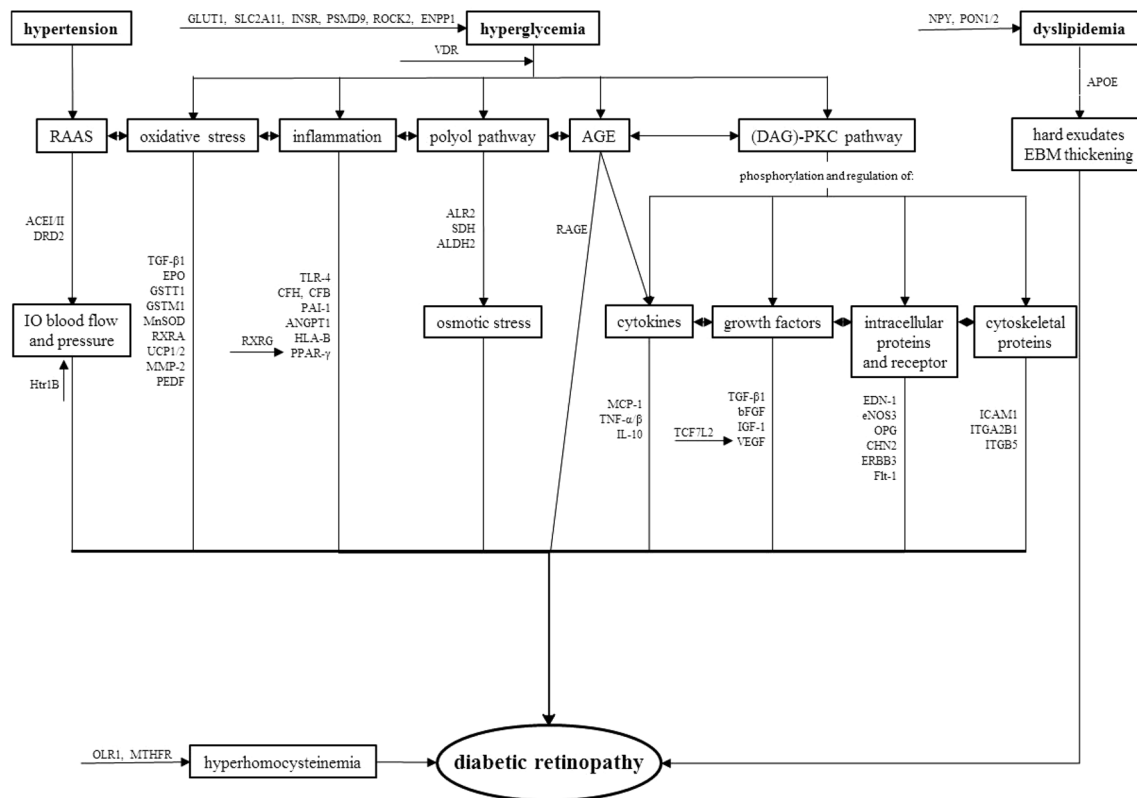 GLUT1, SLC2A11, INSR, PSMD9, ROCK2, ENPP1
NPY, PON1/2
hypertension
hyperglycemia
dyslipidemia
VDR
APOE
RAAS
oxidative stress
inflammation
polyol pathway
AGE
(DAG)-PKC pathway
hard exudates
EBM thickening
phosphorylation and regulation of:
ACEI/II
DRD2
ALR2
SDH
ALDH2
RAGE
TGF-β1
EPO
GSTT1
GSTM1
MnSOD
RXRA
UCP1/2
MMP-2
PEDF
TLR-4
CFH, CFB
PAI-1
ANGPT1
HLA-B
PPAR-γ
RXRG
IO blood flow
and pressure
Htr1B
osmotic stress
cytokines
growth factors
intracellular
proteins
and receptor
cytoskeletal
proteins
MCP-1
TNF-α/β
IL-10
TCF7L2
TGF-β1
bFGF
IGF-1
VEGF
EDN-1
eNOS3
OPG
CHN2
ERBB3
Flt-1
ICAM1
ITGA2B1
ITGB5
OLR1, MTHFR
hyperhomocysteinemia
diabetic retinopathy